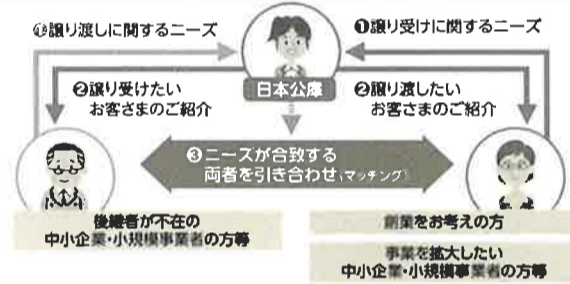 ❶譲り渡しに関するニーズ
❶譲り受けに関するニーズ
日本公庫
❷譲り受けたい
お客さまのご紹介
❷譲り渡したい
お客さまのご紹介
❸ニーズが合致する
両者を引き合わせ(マッチング)
後継者が不在の
中小企業・小規模事業者の方等
創業をお考えの方
事業を拡大したい
中小企業・小規模事業者の方等